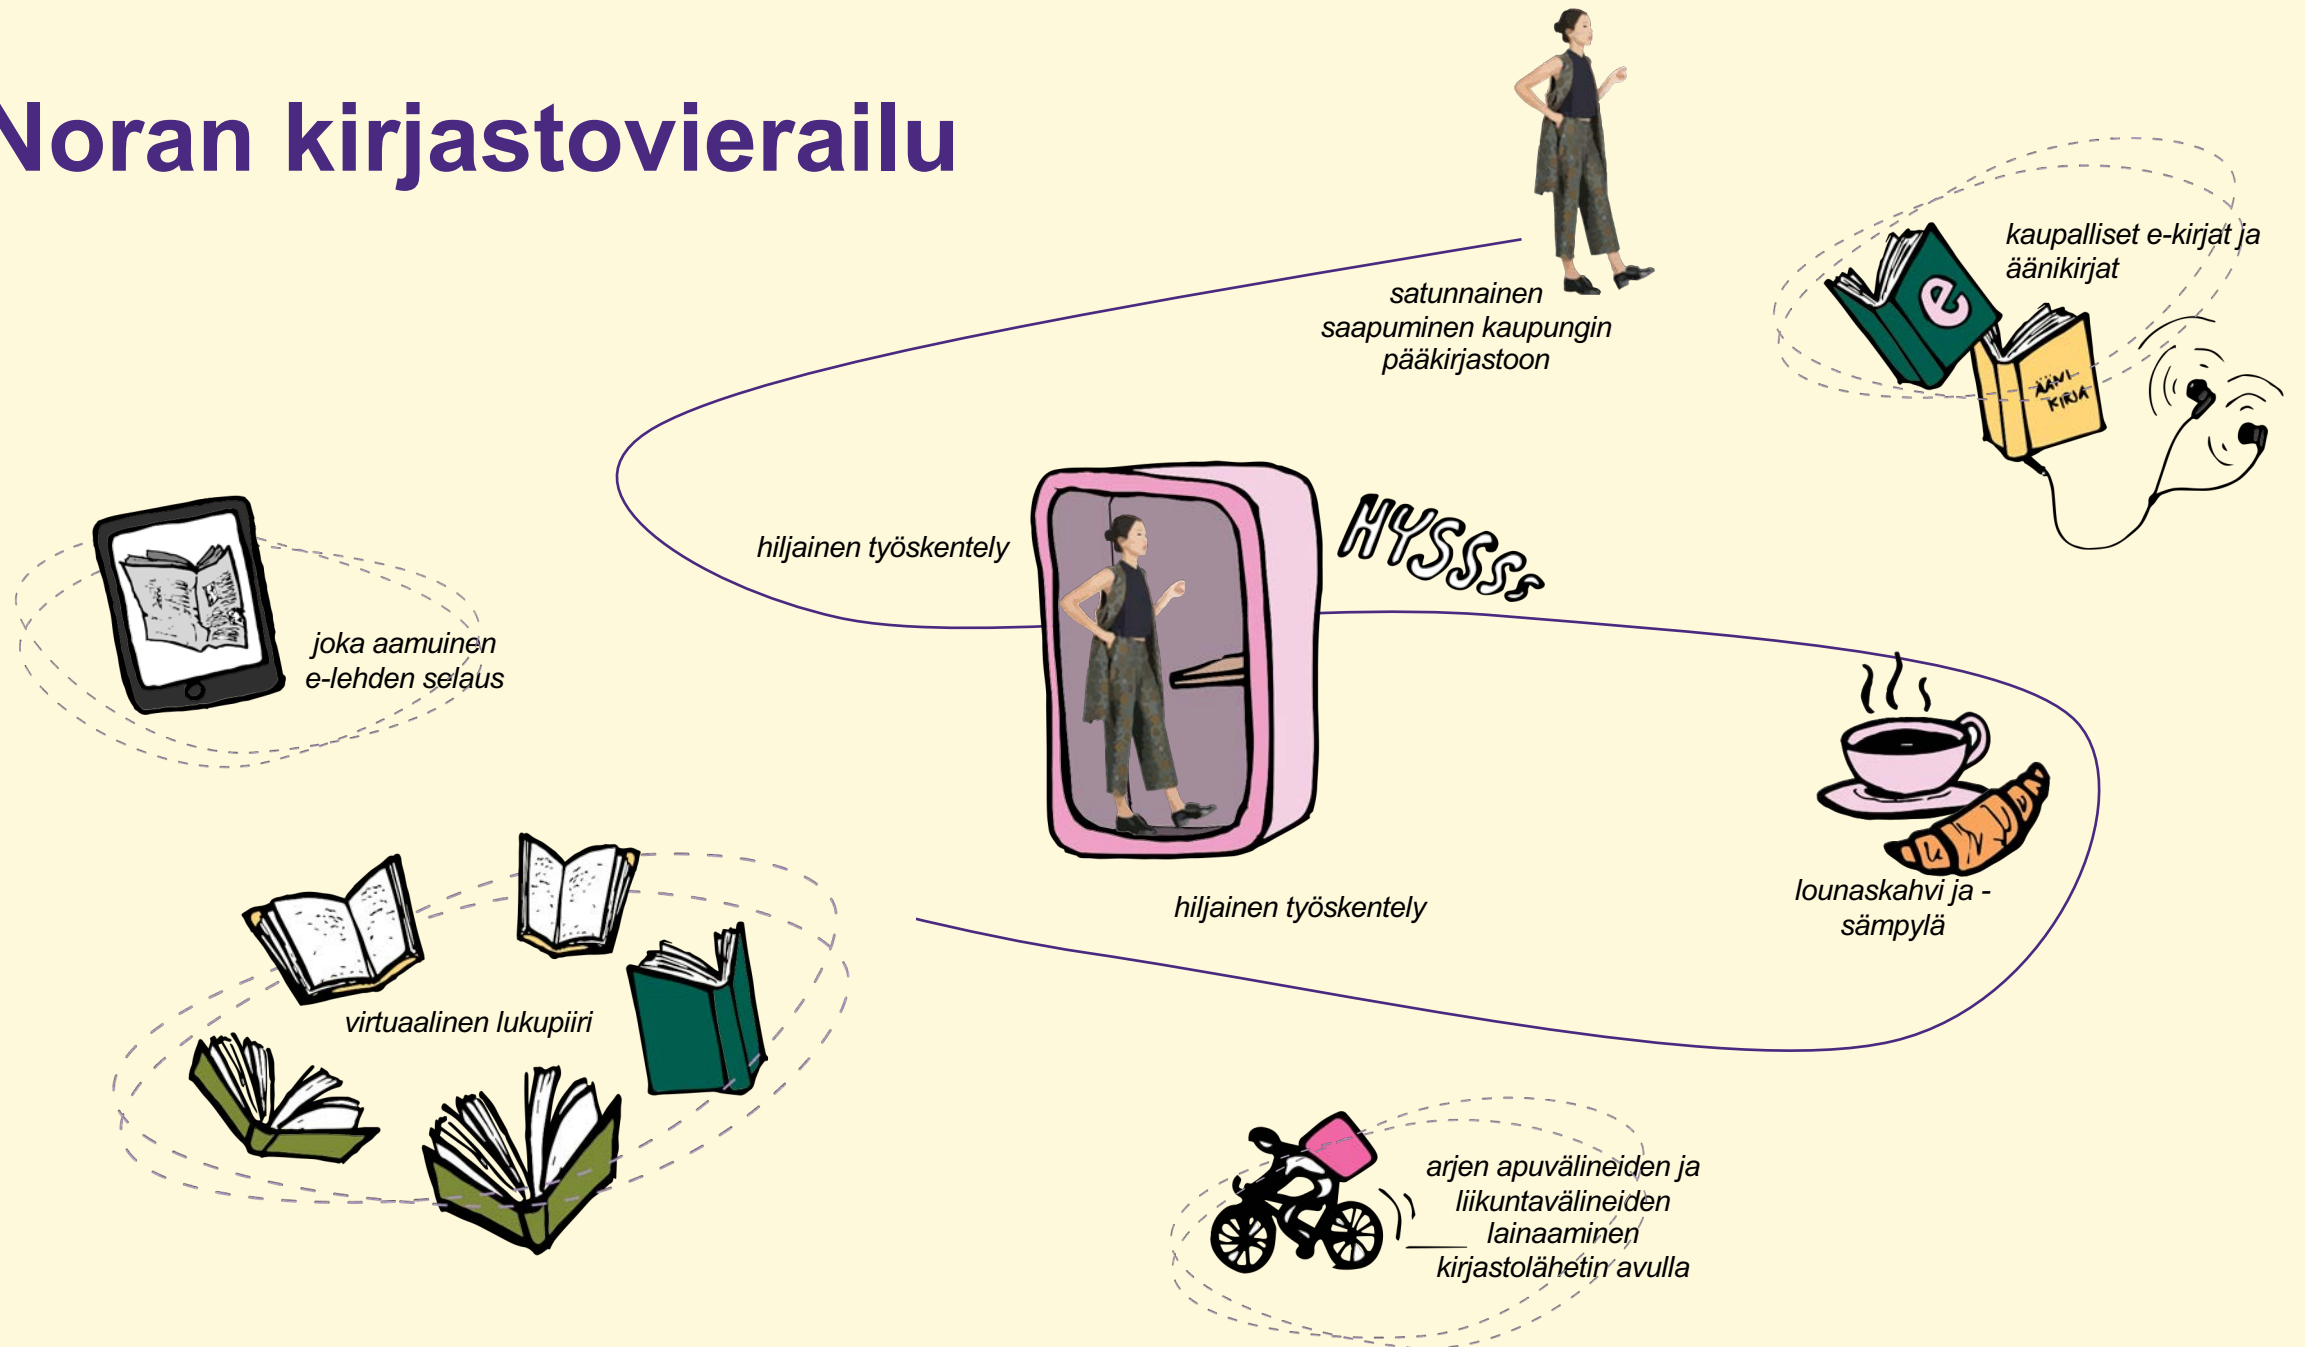 Noran kirjastovierailu
satunnainen
saapuminen kaupungin
pääkirjastoon
kaupalliset e-kirjat ja
äänikirjat
e
ÄÄNI
KIRJA
hiljainen työskentely
HYSSSs
joka aamuinen
e-lehden selaus
lounaskahvi ja -
sämpylä
hiljainen työskentely
virtuaalinen lukupiiri
arjen apuvälineiden ja
liikuntavälineiden
lainaaminen
kirjastolähetin avulla